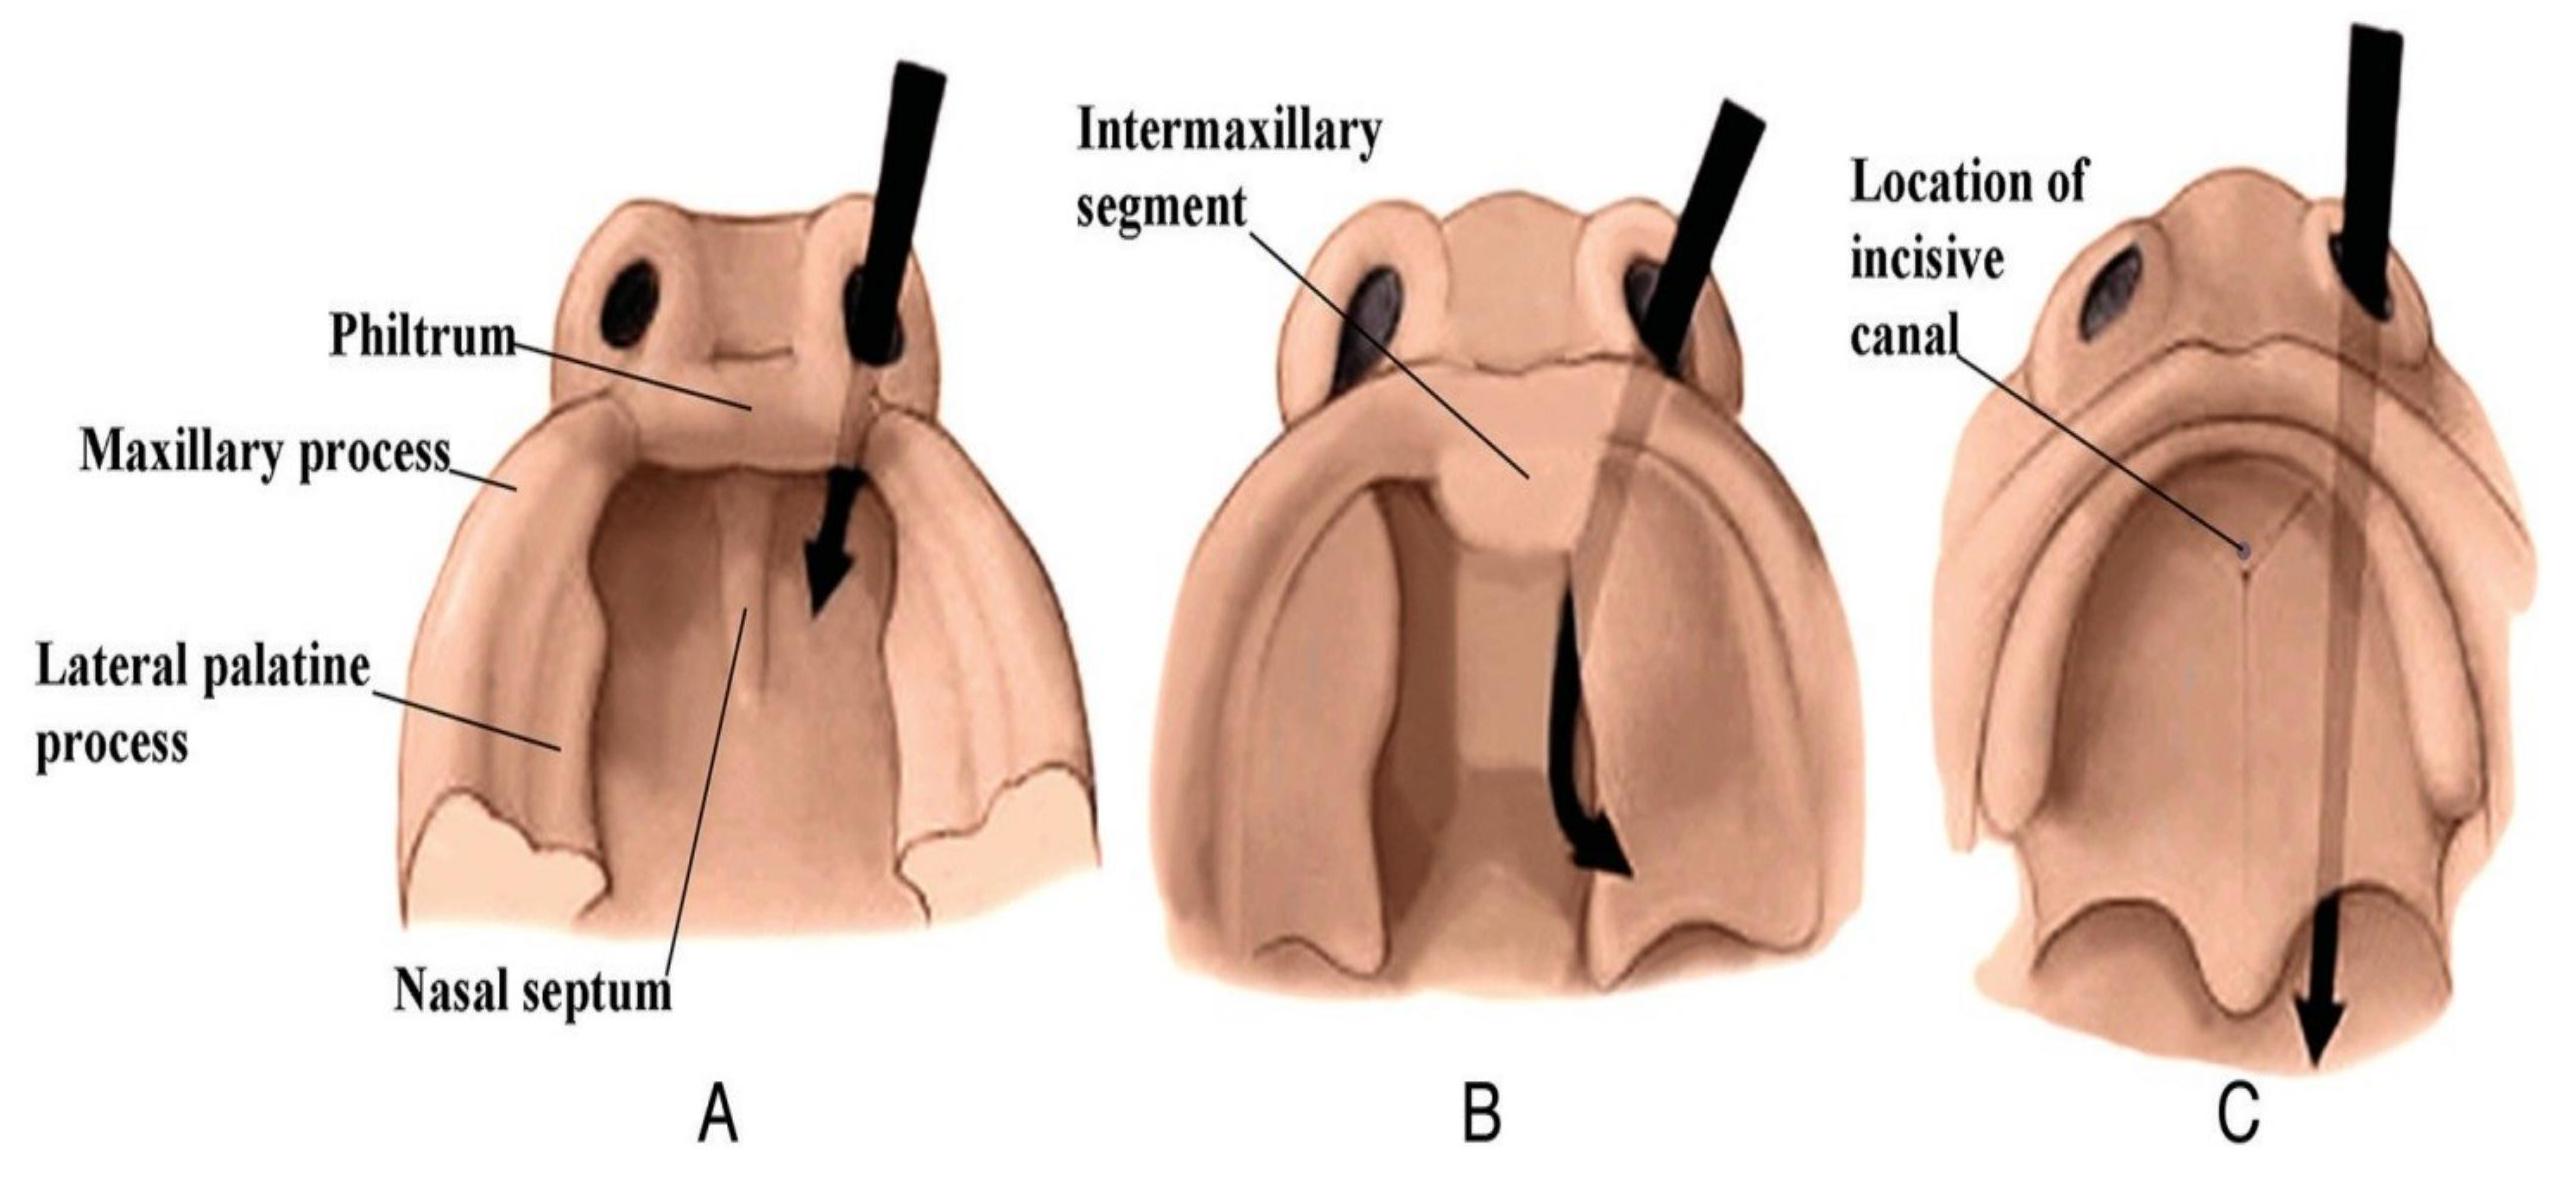 Philtrum
Maxillary process
Lateral palatine
process
Nasal septum
A
Intermaxillary
segment
B
Location of
incisive
canal
C